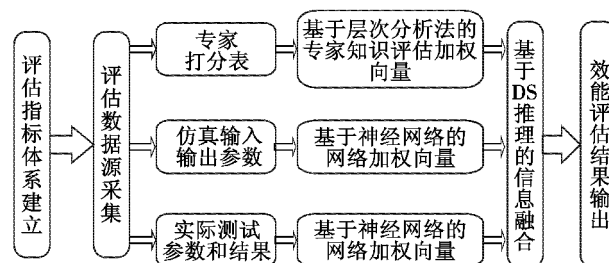 评估指标体系建立
评估数据源采集
专家
打分表
基于层次分析法的
专家知识评估加权
向量
仿真输入
输出参数
基于神经网络的
网络加权向量
实际测试
参数和结果
基于神经网络的
网络加权向量
基于DS推理的信息融合
效能评估结果输出